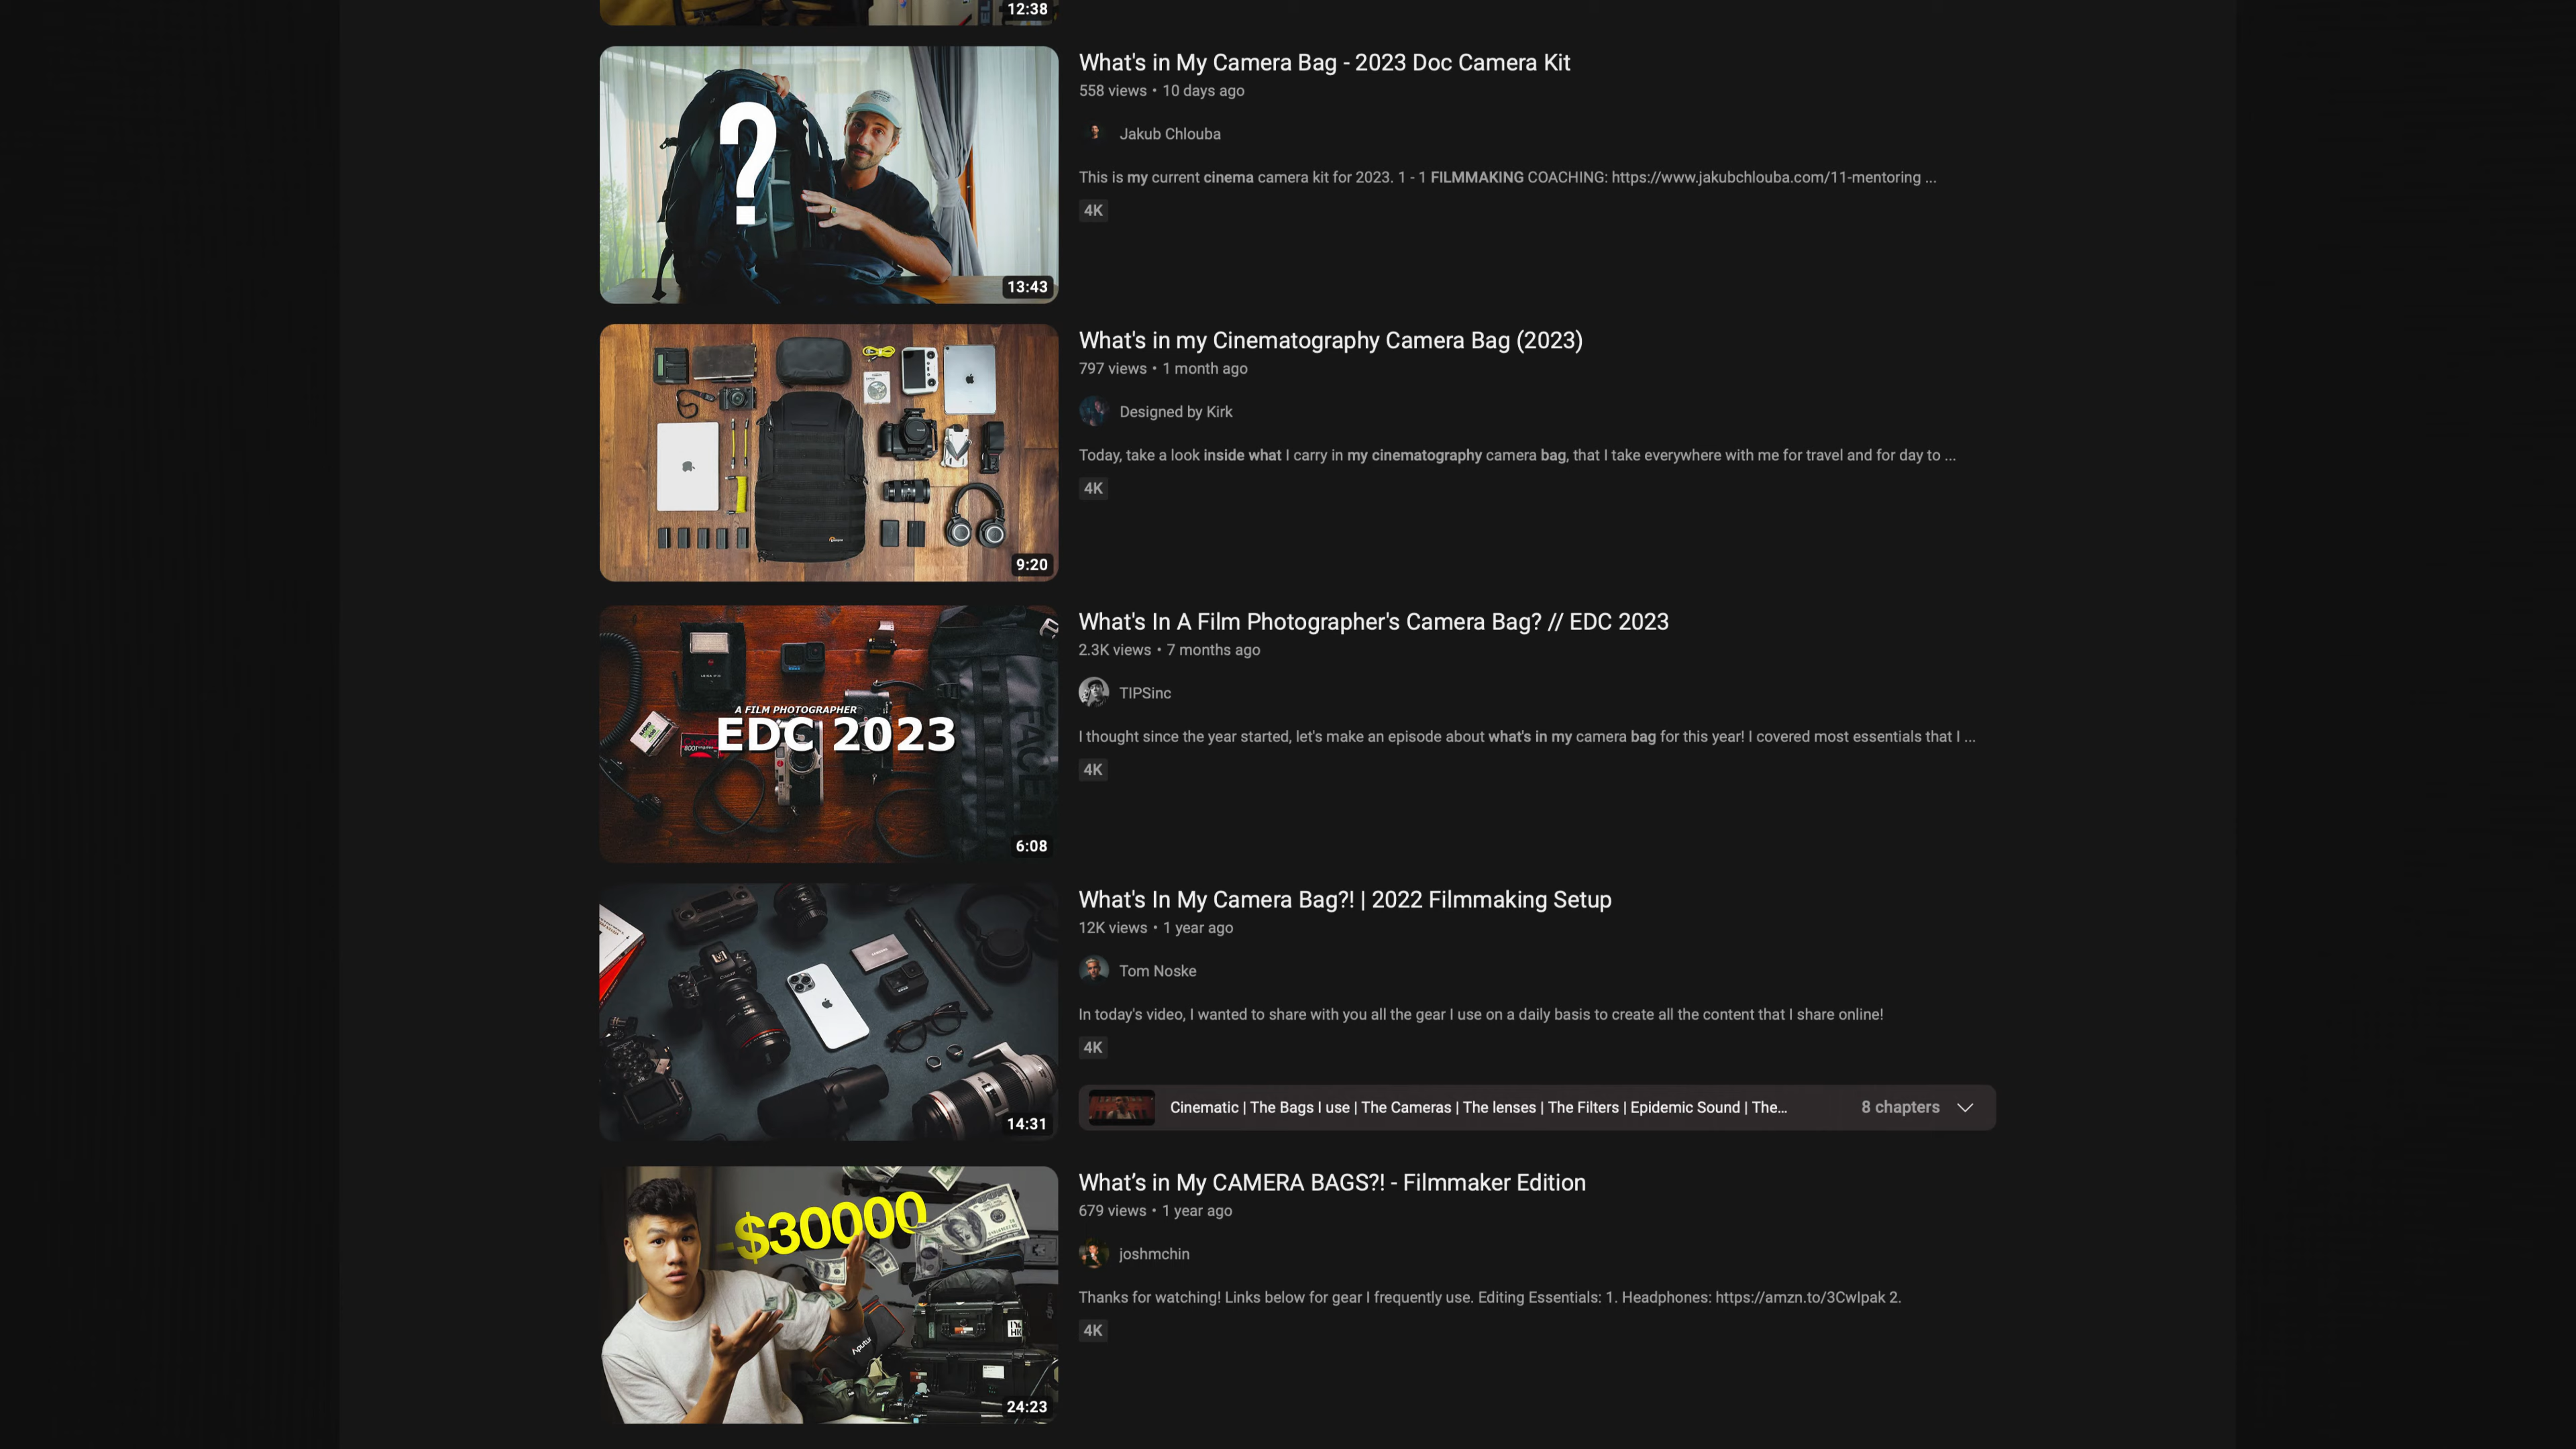 12:38
?
13:43
What's in My Camera Bag - 2023 Doc Camera Kit
558 views • 10 days ago
Jakub Chlouba
This is my current cinema camera kit for 2023. 1 - 1 FILMMAKING COACHING: https://www.jakubchlouba.com/11-mentoring ...
4K
9:20
What's in my Cinematography Camera Bag (2023)
797 views • 1 month ago
Designed by Kirk
Today, take a look inside what I carry in my cinematography camera bag, that I take everywhere with me for travel and for day to ...
4K
A FILM PHOTOGRAPHER
EDC 2023
6:08
What's In A Film Photographer's Camera Bag? // EDC 2023
2.3K views • 7 months ago
TIPSinc
I thought since the year started, let's make an episode about what's in my camera bag for this year! I covered most essentials that I ...
4K
14:31
What's In My Camera Bag?! | 2022 Filmmaking Setup
12K views • 1 year ago
Tom Noske
In today's video, I wanted to share with you all the gear I use on a daily basis to create all the content that I share online!
4K
Cinematic | The Bags I use | The Cameras | The lenses | The Filters | Epidemic Sound | The...
8 chapters
-$30000
Aputure
24:23
What’s in My CAMERA BAGS?! - Filmmaker Edition
679 views • 1 year ago
joshmchin
Thanks for watching! Links below for gear I frequently use. Editing Essentials: 1. Headphones: https://amzn.to/3CwIpak 2.
4K